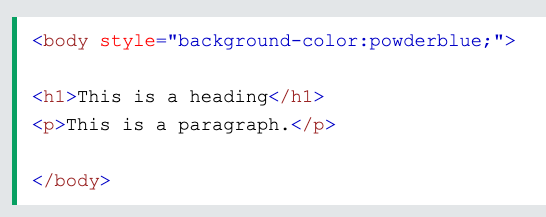 <body style="background-color:powderblue;">
<h1>This is a heading</h1>
<p>This is a paragraph.</p>
</body>